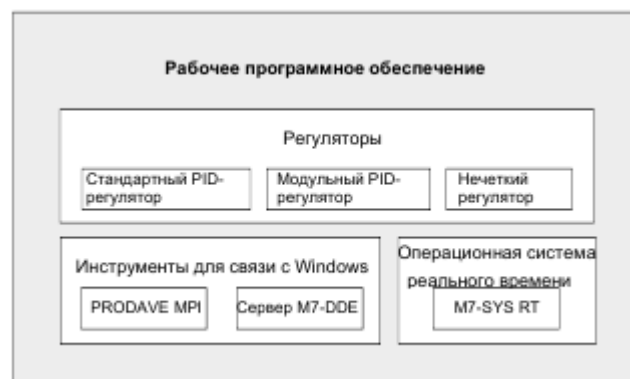 Рабочее программное обеспечение
Регуляторы
Стандартный PID-
регулятор
Модульный PID-
регулятор
Нечеткий
регулятор
Инструменты для связи с Windows
PRODAVE MPI
Сервер M7-DDE
Операционная система
реального времени
M7-SYS RT